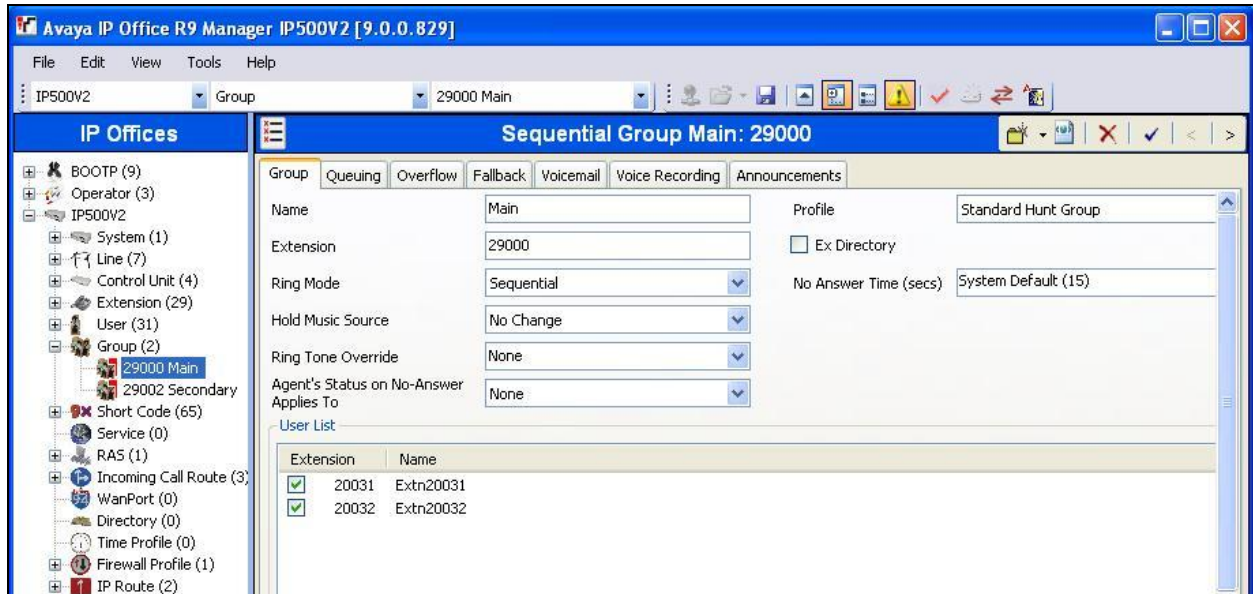 Avaya IP Office R9 Manager IP500V2 [9.0.0.829]
File Edit View Tools Help
IP500V2 Group 29000 Main
IP Offices
BOOTP (9)
Operator (3)
IP500V2
System (1)
Line (7)
Control Unit (4)
Extension (29)
User (31)
Group (2)
29000 Main
29002 Secondary
Short Code (65)
Service (0)
RAS (1)
Incoming Call Route (3)
WanPort (0)
Directory (0)
Time Profile (0)
Firewall Profile (1)
IP Route (2)
Sequential Group Main: 29000
Group Queuing Overflow Fallback Voicemail Voice Recording Announcements
Name Main Profile Standard Hunt Group
Extension 29000 Ex Directory
Ring Mode Sequential No Answer Time (secs) System Default (15)
Hold Music Source No Change
Ring Tone Override None
Agent's Status on No-Answer
Applies To None
User List
Extension Name
20031 Extn20031
20032 Extn20032